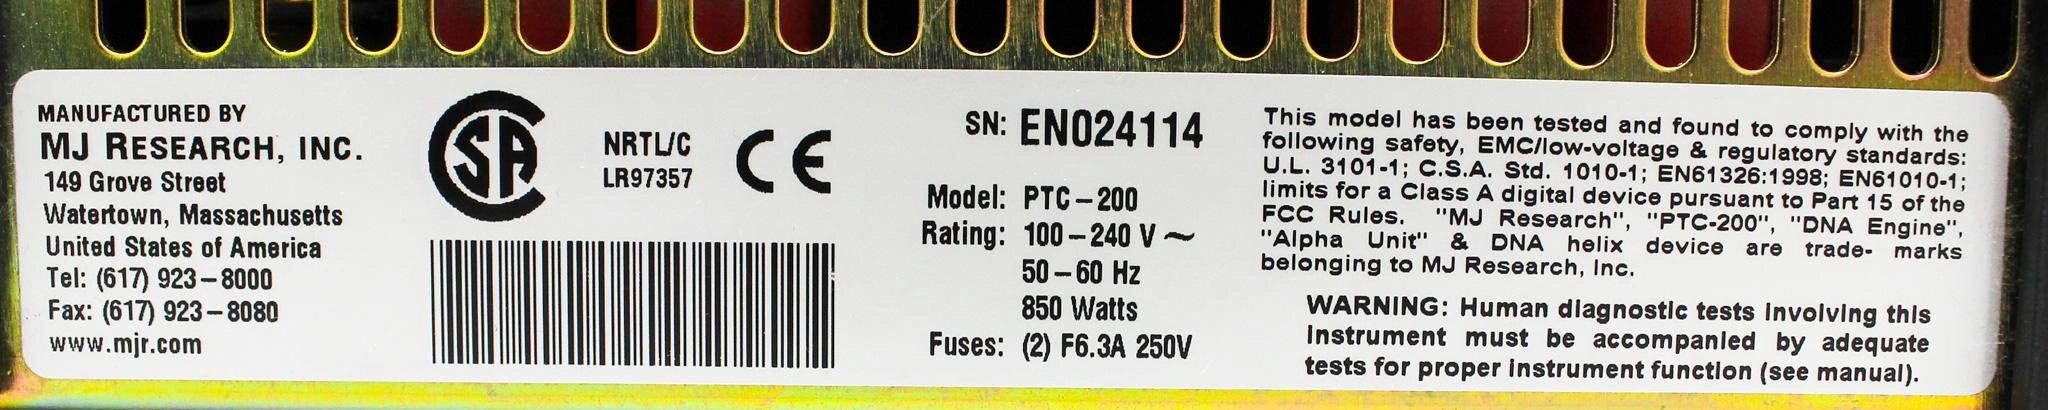 MANUFACTURED BY
MJ RESEARCH, INC.
149 Grove Street
Watertown, Massachusetts
United States of America
Tel: (617) 923-8000
Fax: (617) 923-8080
www.mjr.com
CSA
NRTL/C
LR97357
CE
SN: EN024114
Model: PTC-200
Rating: 100-240 V ~
50-60 Hz
850 Watts
Fuses: (2) F6.3A 250V
This model has been tested and found to comply with the
following safety, EMC/low-voltage & regulatory standards:
U.L. 3101-1; C.S.A. Std. 1010-1; EN61326:1998; EN61010-1;
limits for a Class A digital device pursuant to Part 15 of the
FCC Rules. "MJ Research", "PTC-200", "DNA Engine",
"Alpha Unit" & DNA helix device are trade- marks
belonging to MJ Research, Inc.
WARNING: Human diagnostic tests involving this
instrument must be accompanied by adequate
tests for proper instrument function (see manual).